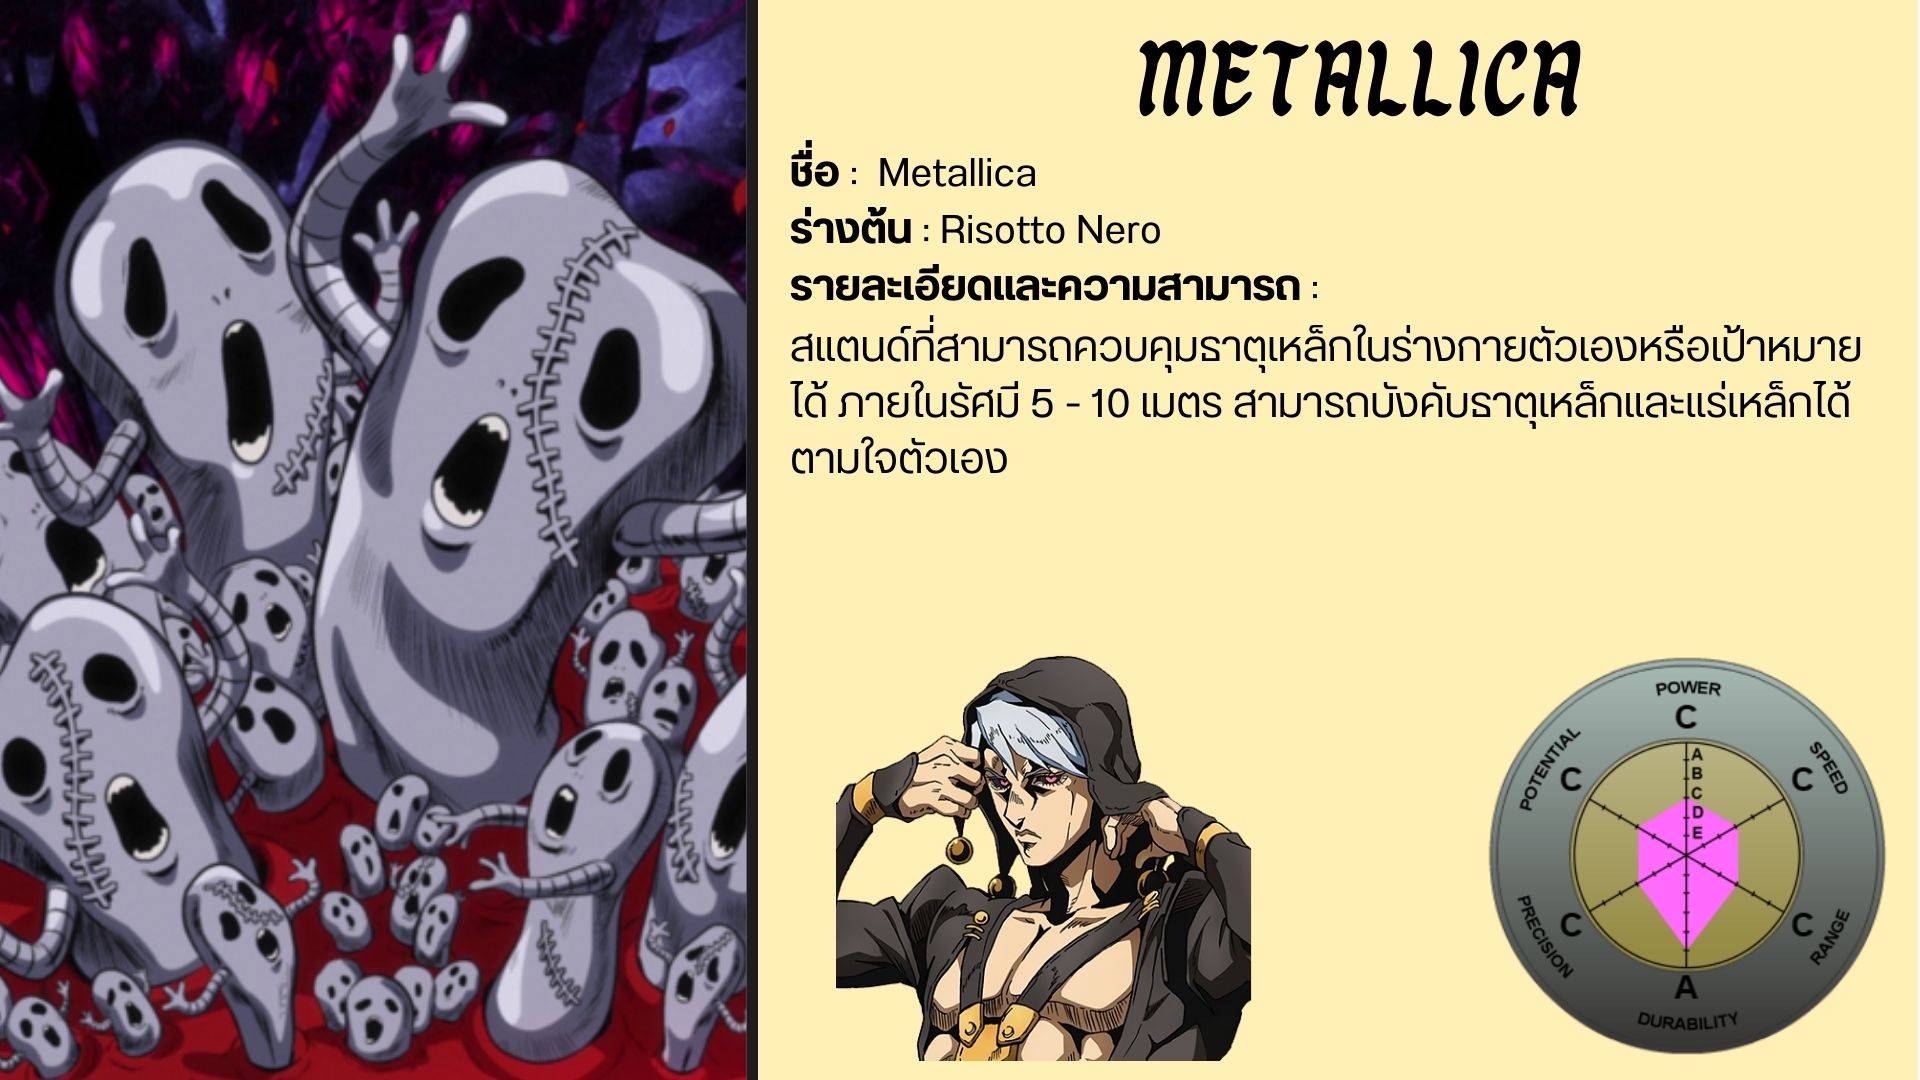 METALLICA
ชื่อ : Metallica
ร่างต้น : Risotto Nero
รายละเอียดและความสามารถ :
สแตนด์ที่สามารถควบคุมธาตุเหล็กในร่างกายตัวเองหรือเป้าหมาย
ได้ ภายในรัศมี 5 - 10 เมตร สามารถบังคับธาตุเหล็กและแร่เหล็กได้
ตามใจตัวเอง
POWER
C
SPEED
C
RANGE
C
DURABILITY
A
PRECISION
C
POTENTIAL
C
A
B
C
D
E